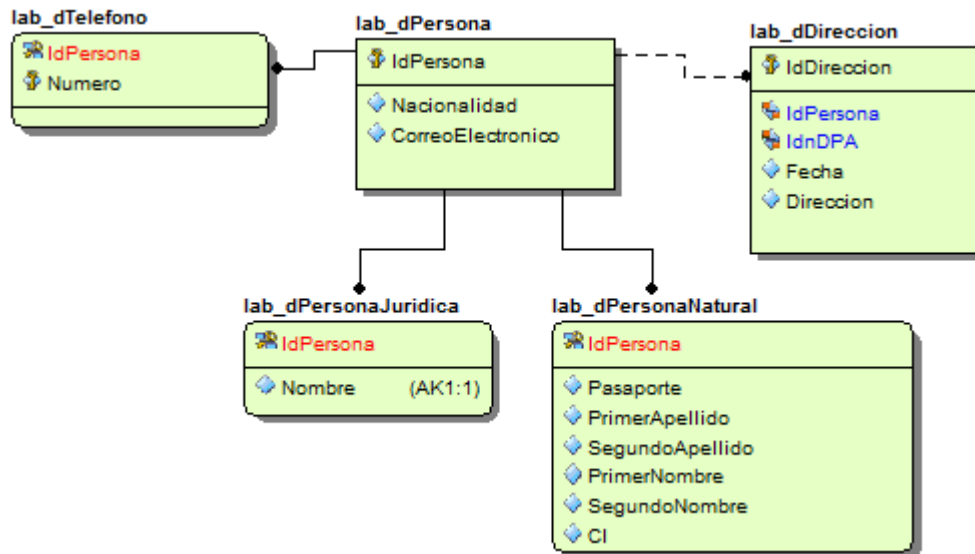 lab_dTelefono
IdPersona
Numero
lab_dPersona
IdPersona
Nacionalidad
CorreoElectronico
lab_dDireccion
IdDireccion
IdPersona
IdnDPA
Fecha
Direccion
lab_dPersonaJuridica
IdPersona
Nombre (AK1:1)
lab_dPersonaNatural
IdPersona
Pasaporte
PrimerApellido
SegundoApellido
PrimerNombre
SegundoNombre
CI